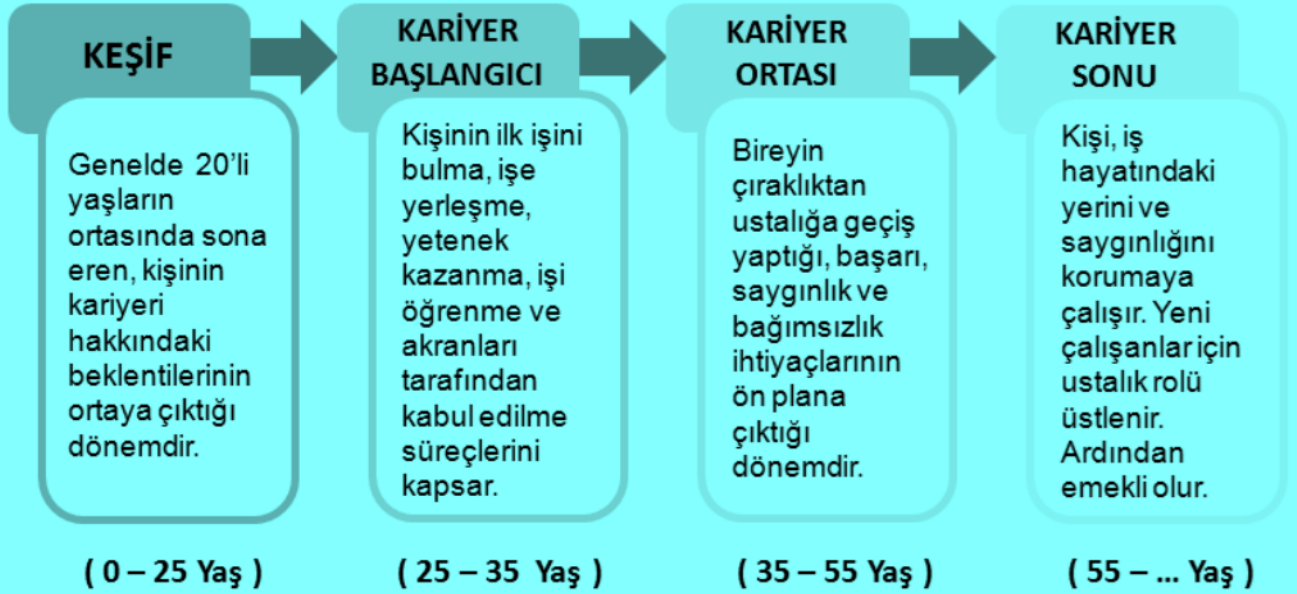 KEŞİF
Genelde 20’li
yaşların
ortasında sona
eren, kişinin
kariyeri
hakkındaki
beklentilerinin
ortaya çıktığı
dönemdir.
( 0 – 25 Yaş )
KARİYER
BAŞLANGICI
Kişinin ilk işini
bulma, işe
yerleşme,
yetenek
kazanma, işi
öğrenme ve
akranları
tarafından
kabul edilme
süreçlerini
kapsar.
( 25 – 35 Yaş )
KARİYER
ORTASI
Bireyin
çıraklıktan
ustalığa geçiş
yaptığı, başarı,
saygınlık ve
bağımsızlık
ihtiyaçlarının
ön plana
çıktığı
dönemdir.
( 35 – 55 Yaş )
KARİYER
SONU
Kişi, iş
hayatındaki
yerini ve
saygınlığını
korumaya
çalışır. Yeni
çalışanlar için
ustalık rolü
üstlenir.
Ardından
emekli olur.
( 55 – ... Yaş )